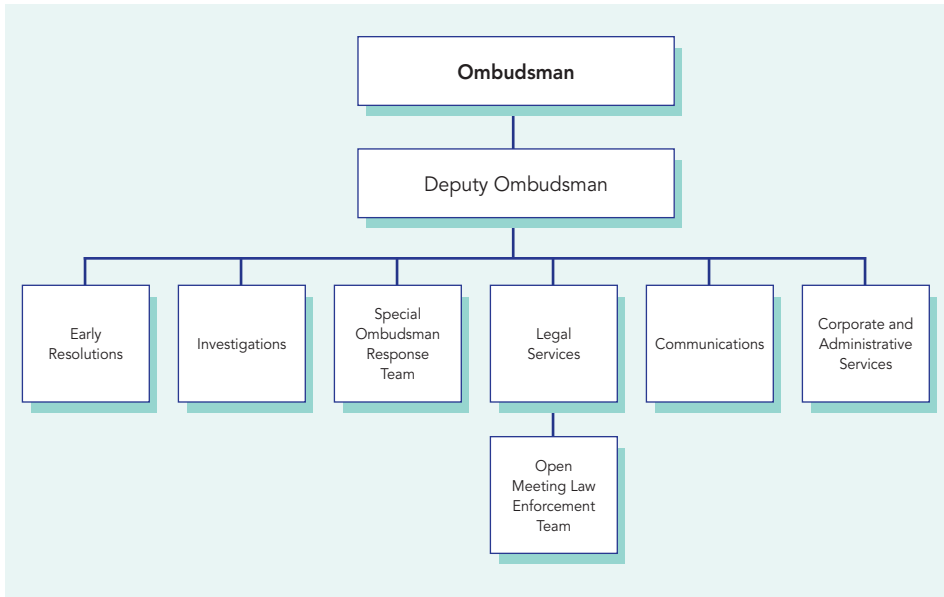 Ombudsman
Deputy Ombudsman
Early
Resolutions
Investigations
Special
Ombudsman
Response
Team
Legal
Services
Communications
Corporate and
Administrative
Services
Open
Meeting Law
Enforcement
Team